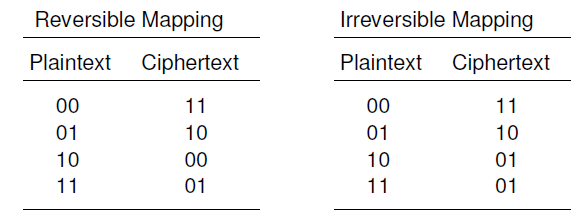 Reversible Mapping
Plaintext Ciphertext
00 11
01 10
10 00
11 01
Irreversible Mapping
Plaintext Ciphertext
00 11
01 10
10 01
11 01